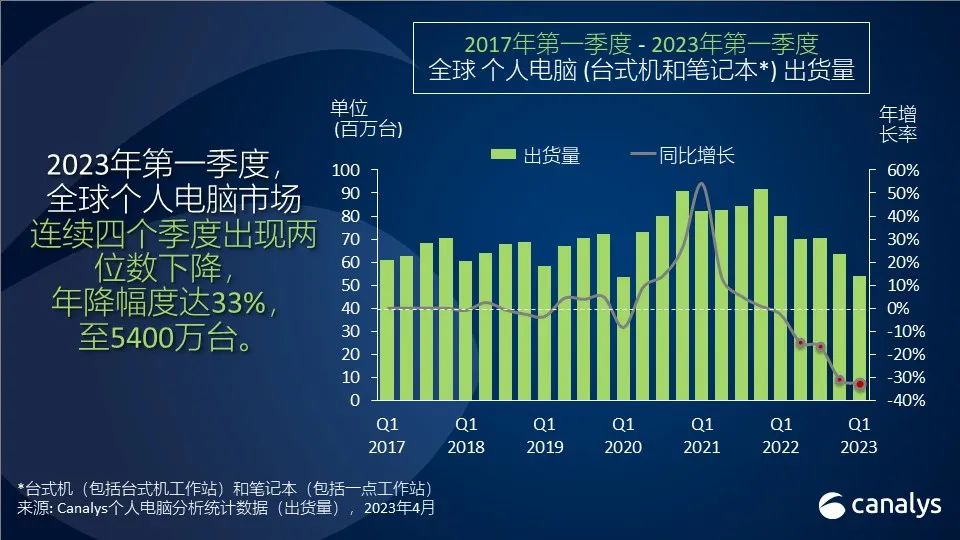 2017年第一季度 - 2023年第一季度
全球 个人电脑 (台式机和笔记本*) 出货量
2023年第一季度，
全球个人电脑市场
连续四个季度出现两
位数下降，
年降幅度达33%，
至5400万台。
单位
(百万台)
年增
长率
出货量
同比增长
100
90
80
70
60
50
40
30
20
10
0
60%
50%
40%
30%
20%
10%
0%
-10%
-20%
-30%
-40%
Q1 Q1 Q1 Q1 Q1 Q1 Q1
2017 2018 2019 2020 2021 2022 2023
*台式机（包括台式机工作站）和笔记本（包括一点工作站）
来源: Canalys个人电脑分析统计数据（出货量），2023年4月
canalys